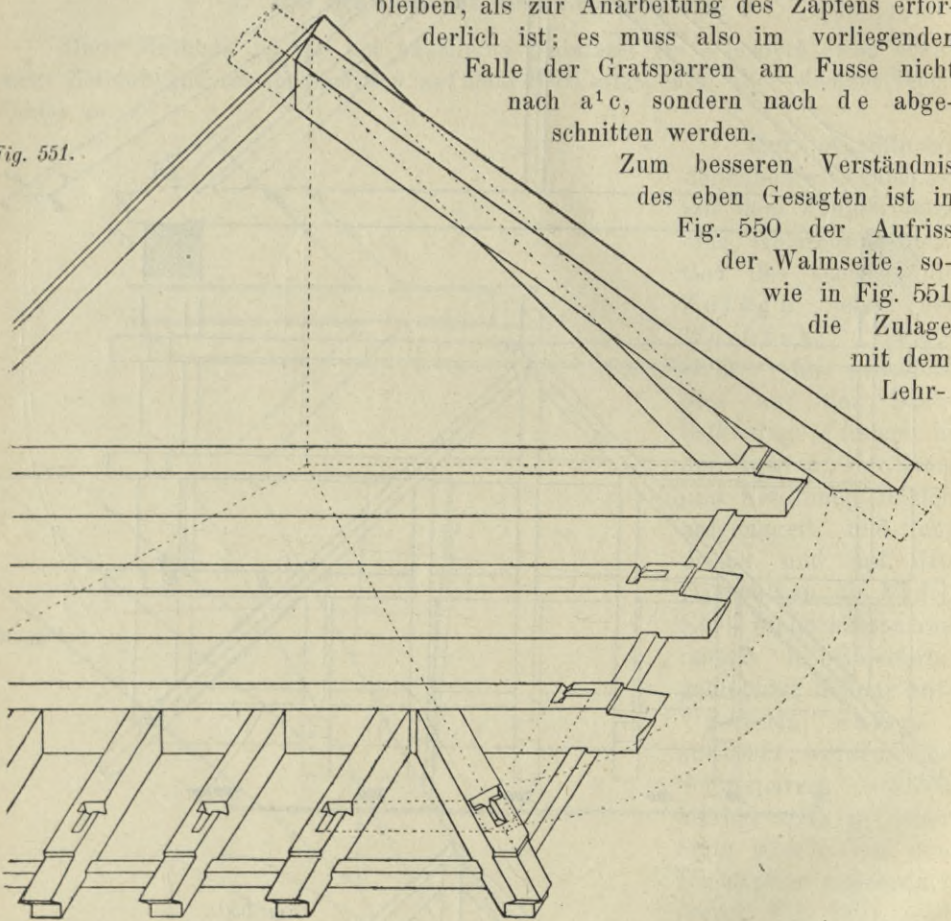 bleiben, als zur Anarbeitung des Zapfens erfor-
derlich ist; es muss also im vorliegenden
Falle der Gratsparren am Fusse nicht
nach a¹c, sondern nach de abge-
schnitten werden.
Fig. 551.
Zum besseren Verständnis
des eben Gesagten ist in
Fig. 550 der Aufriss
der Walmseite, so-
wie in Fig. 551
die Zulage
mit dem
Lehr-